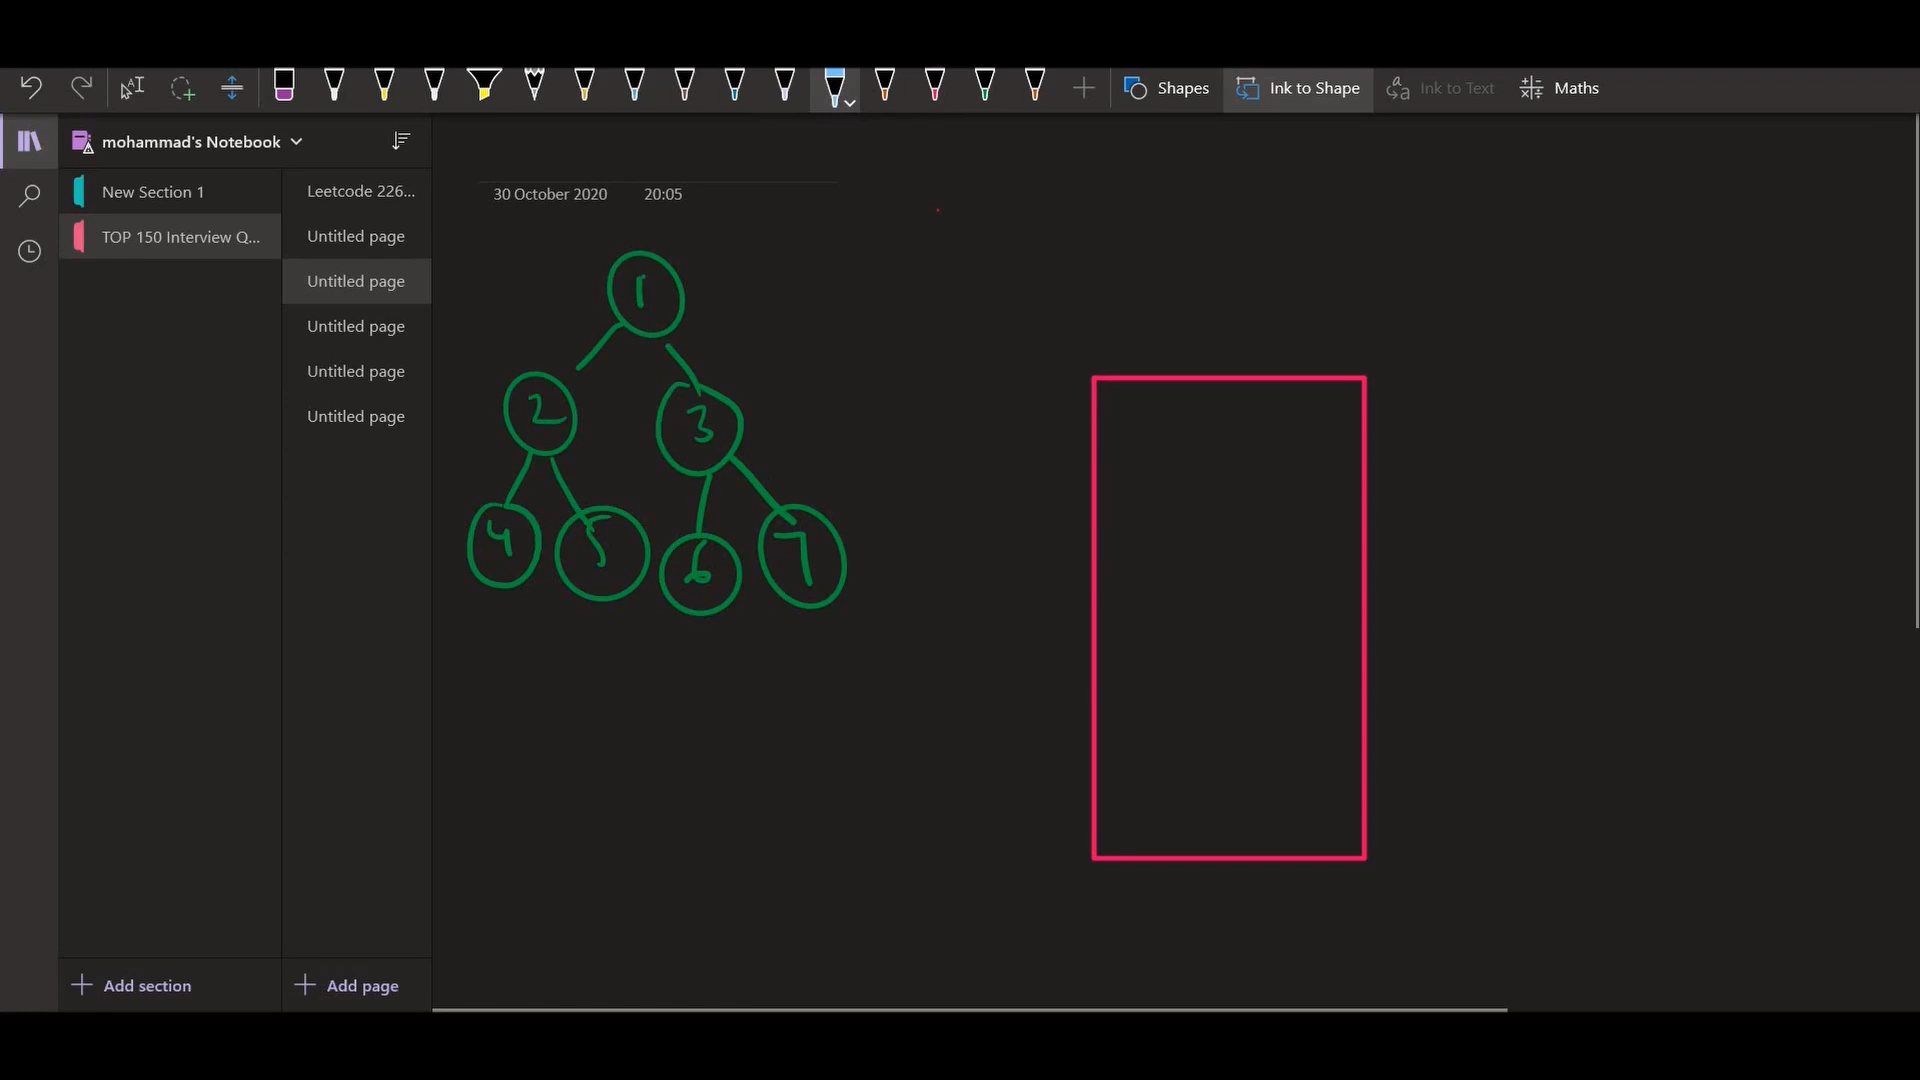 Shapes Ink to Shape Ink to Text Maths
mohammad's Notebook
New Section 1
TOP 150 Interview Q...
Leetcode 226...
Untitled page
Untitled page
Untitled page
Untitled page
Untitled page
30 October 2020 20:05
1
2 3
4 5 6 7
Add section
Add page